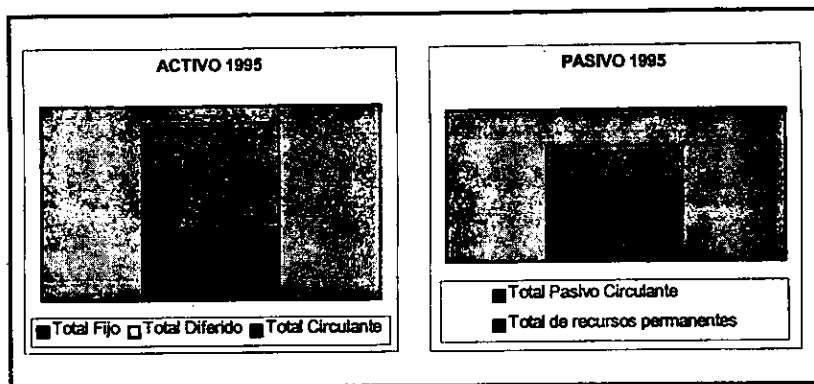 ACTIVO 1995
Total Fijo Total Diferido Total Circulante
PASIVO 1995
Total Pasivo Circulante
Total de recursos permanentes